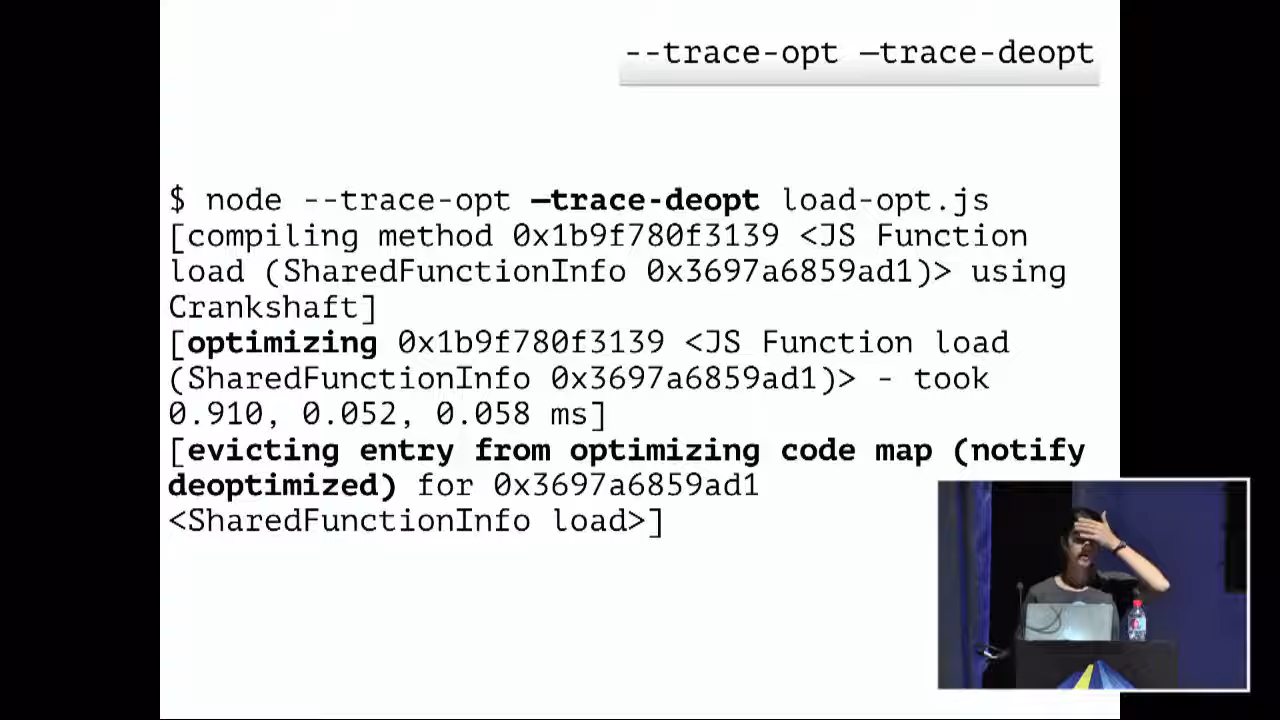 --trace-opt —trace-deopt
$ node --trace-opt —trace-deopt load-opt.js
[compiling method 0x1b9f780f3139 <JS Function
load (SharedFunctionInfo 0x3697a6859ad1)> using
Crankshaft]
[optimizing 0x1b9f780f3139 <JS Function load
(SharedFunctionInfo 0x3697a6859ad1)> - took
0.910, 0.052, 0.058 ms]
[evicting entry from optimizing code map (notify
deoptimized) for 0x3697a6859ad1
<SharedFunctionInfo load>]